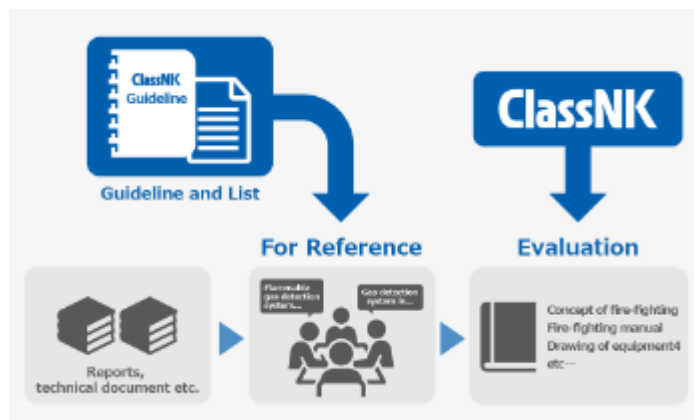 ClassNK
Guideline
ClassNK
Guideline and List
For Reference
Evaluation
Flammable
gas detection
system...
Gas detection
system is...
Concept of fire-fighting
Fire-fighting manual
Drawing of equipment4
etc…
Reports,
technical document etc.